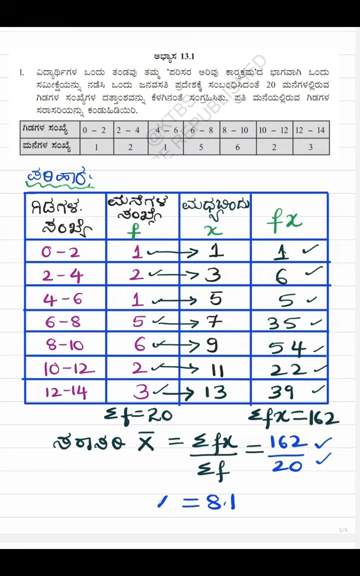 ಅಭ್ಯಾಸ 13.1
1. ವಿದ್ಯಾರ್ಥಿಗಳ ಒಂದು ತಂಡವು ತಮ್ಮ 'ಪರಿಸರ ಅರಿವು ಕಾರ್ಯಕ್ರಮ'ದ ಭಾಗವಾಗಿ ಒಂದು
ಸಮೀಕ್ಷೆಯನ್ನು ನಡೆಸಿ ಒಂದು ಜನವಸತಿ ಪ್ರದೇಶಕ್ಕೆ ಸಂಬಂಧಿಸಿದಂತೆ 20 ಮನೆಗಳಲ್ಲಿರುವ
ಗಿಡಗಳ ಸಂಖ್ಯೆಗಳ ದತ್ತಾಂಶವನ್ನು ಕೆಳಗಿನಂತೆ ಸಂಗ್ರಹಿಸಿತು. ಪ್ರತಿ ಮನೆಯಲ್ಲಿರುವ ಗಿಡಗಳ
ಸರಾಸರಿಯನ್ನು ಕಂಡುಹಿಡಿಯಿರಿ.
ಗಿಡಗಳ ಸಂಖ್ಯೆ 0 – 2 2 – 4 4 – 6 6 – 8 8 – 10 10 – 12 12 – 14
ಮನೆಗಳ ಸಂಖ್ಯೆ 1 2 1 5 6 2 3
ಪರಿಹಾರ:
ಗಿಡಗಳ ಸಂಖ್ಯೆ ಮನೆಗಳ ಸಂಖ್ಯೆ f ಮಧ್ಯಬಿಂದು x fx
0-2 1 → 1 1 ✓
2-4 2 → 3 6 ✓
4-6 1 → 5 5 ✓
6-8 5 → 7 35 ✓
8-10 6 → 9 54 ✓
10-12 2 → 11 22 ✓
12-14 3 → 13 39 ✓
Σf=20 Σfx=162
ಸರಾಸರಿ X̄ = Σfx/Σf = 162/20
= 8.1